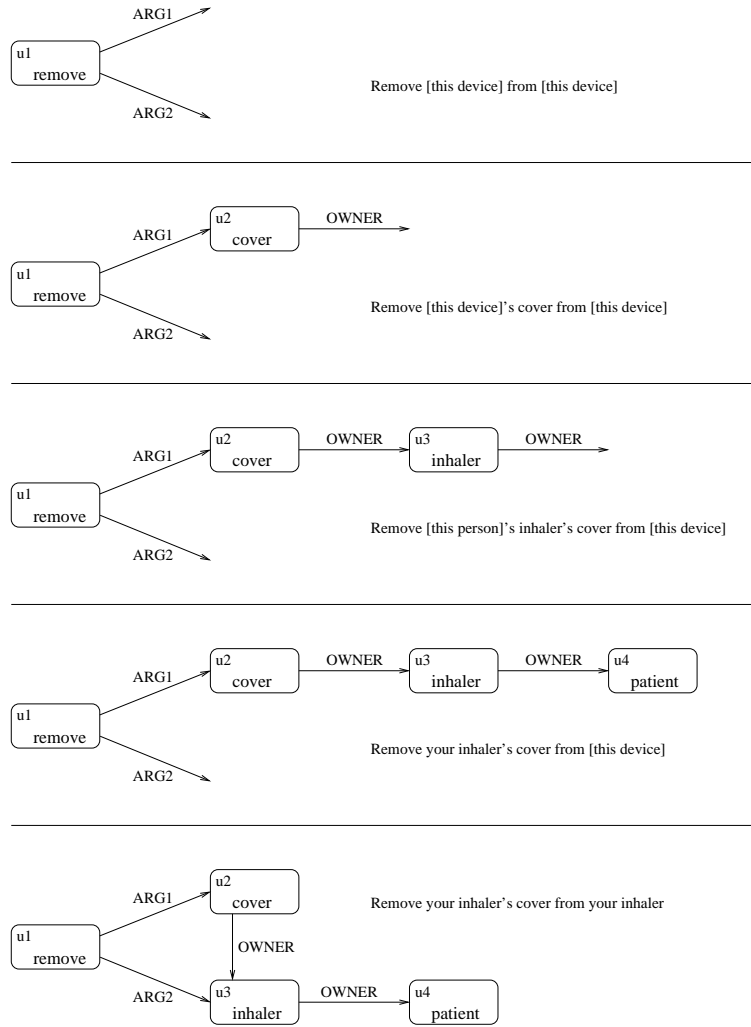 ARG1
u1
remove
ARG2
Remove [this device] from [this device]
u2
cover
OWNER
ARG1
u1
remove
ARG2
Remove [this device]'s cover from [this device]
u2
cover
OWNER
u3
inhaler
OWNER
ARG1
u1
remove
ARG2
Remove [this person]'s inhaler's cover from [this device]
u2
cover
OWNER
u3
inhaler
OWNER
u4
patient
ARG1
u1
remove
ARG2
Remove your inhaler's cover from [this device]
u2
cover
ARG1
Remove your inhaler's cover from your inhaler
u1
remove
OWNER
ARG2
u3
inhaler
OWNER
u4
patient